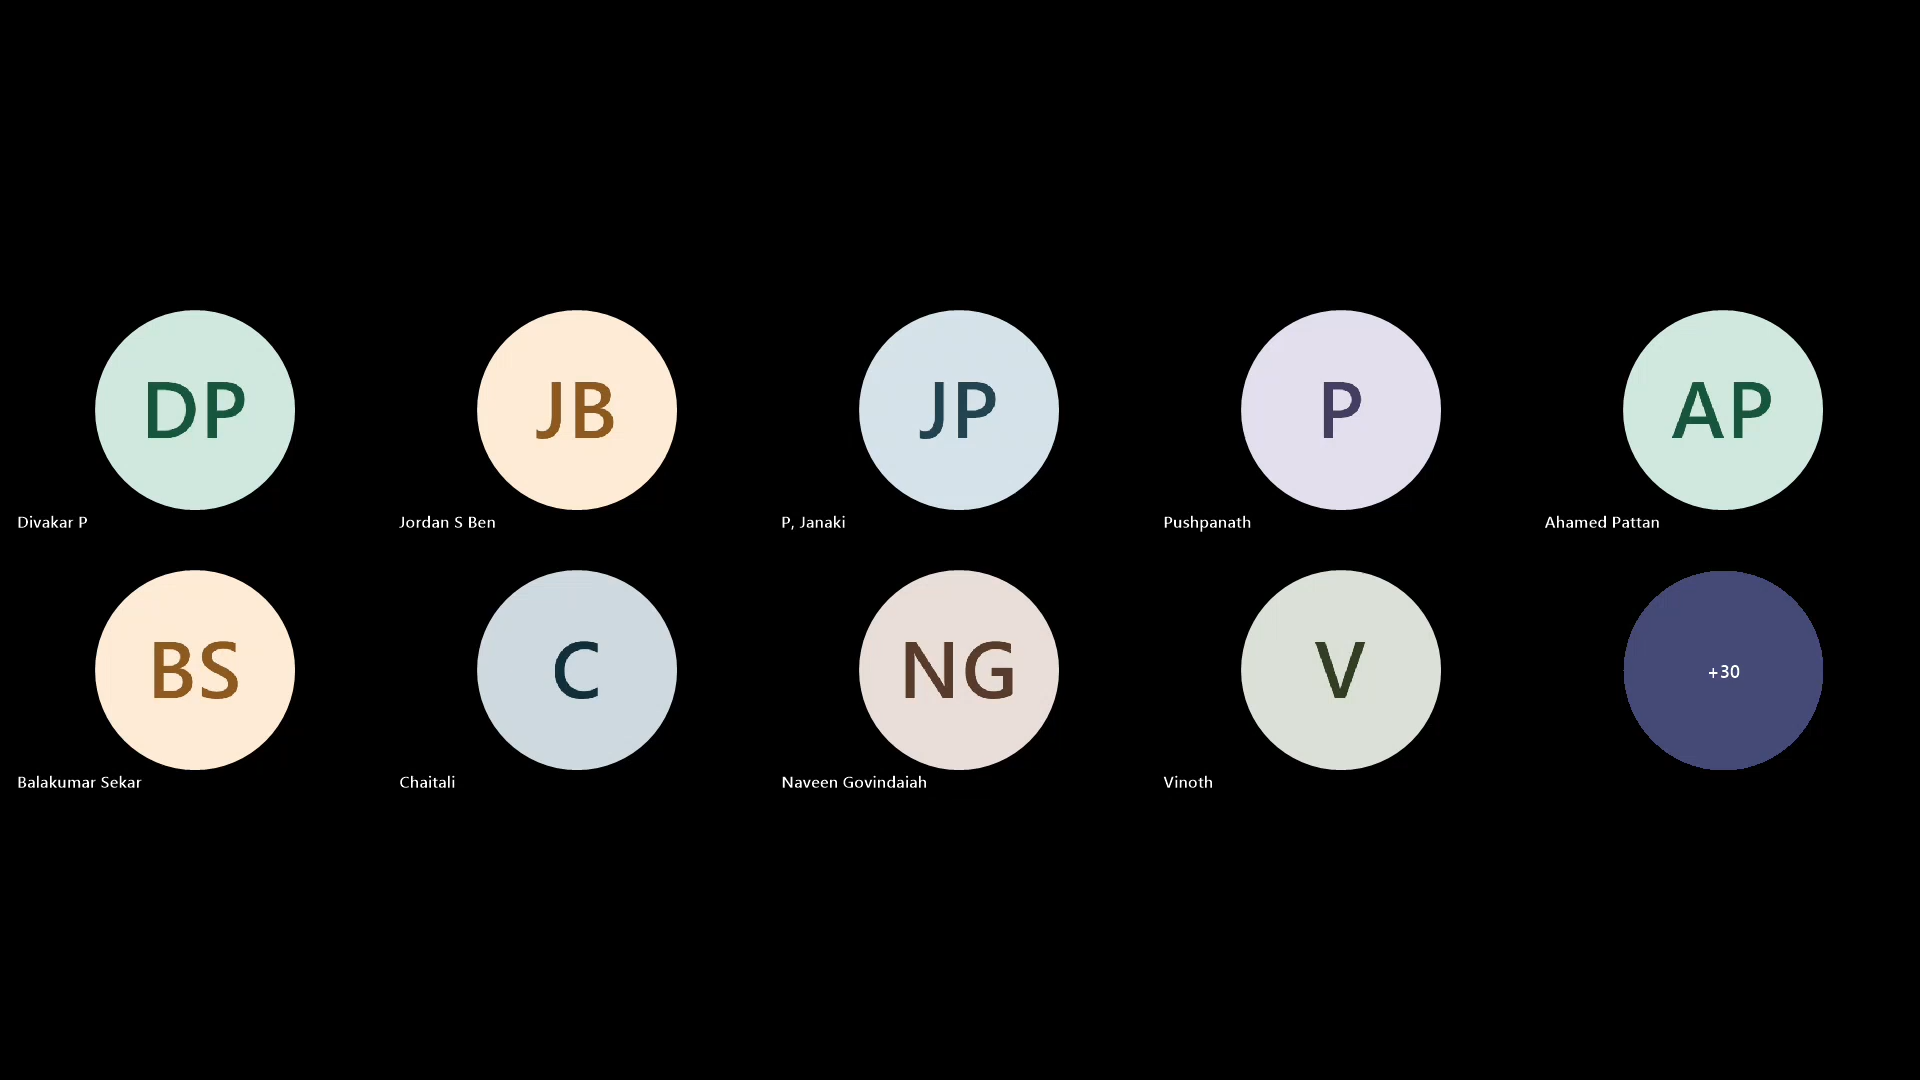 DP
JB
JP
P
AP
Divakar P
Jordan S Ben
P, Janaki
Pushpanath
Ahamed Pattan
BS
C
NG
V
+30
Balakumar Sekar
Chaitali
Naveen Govindaiah
Vinoth